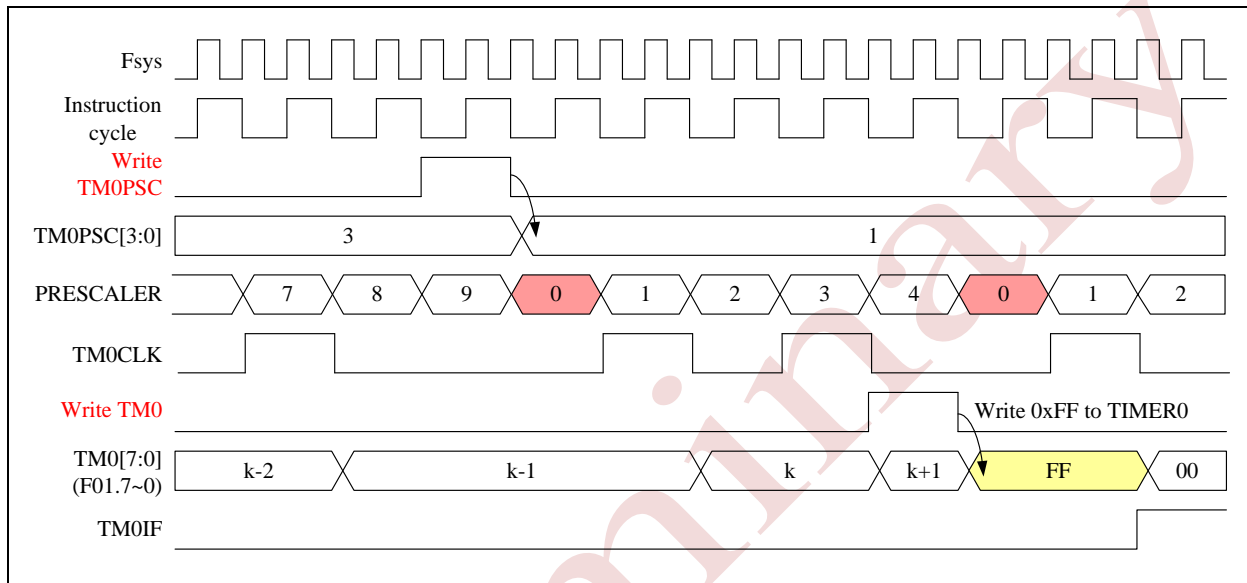 Fsys
Instruction
cycle
Write
TM0PSC
TM0PSC[3:0] 3 1
PRESCALER 7 8 9 0 1 2 3 4 0 1 2
TM0CLK
Write TM0 Write 0xFF to TIMER0
TM0[7:0]
(F01.7~0) k-2 k-1 k k+1 FF 00
TM0IF
minary